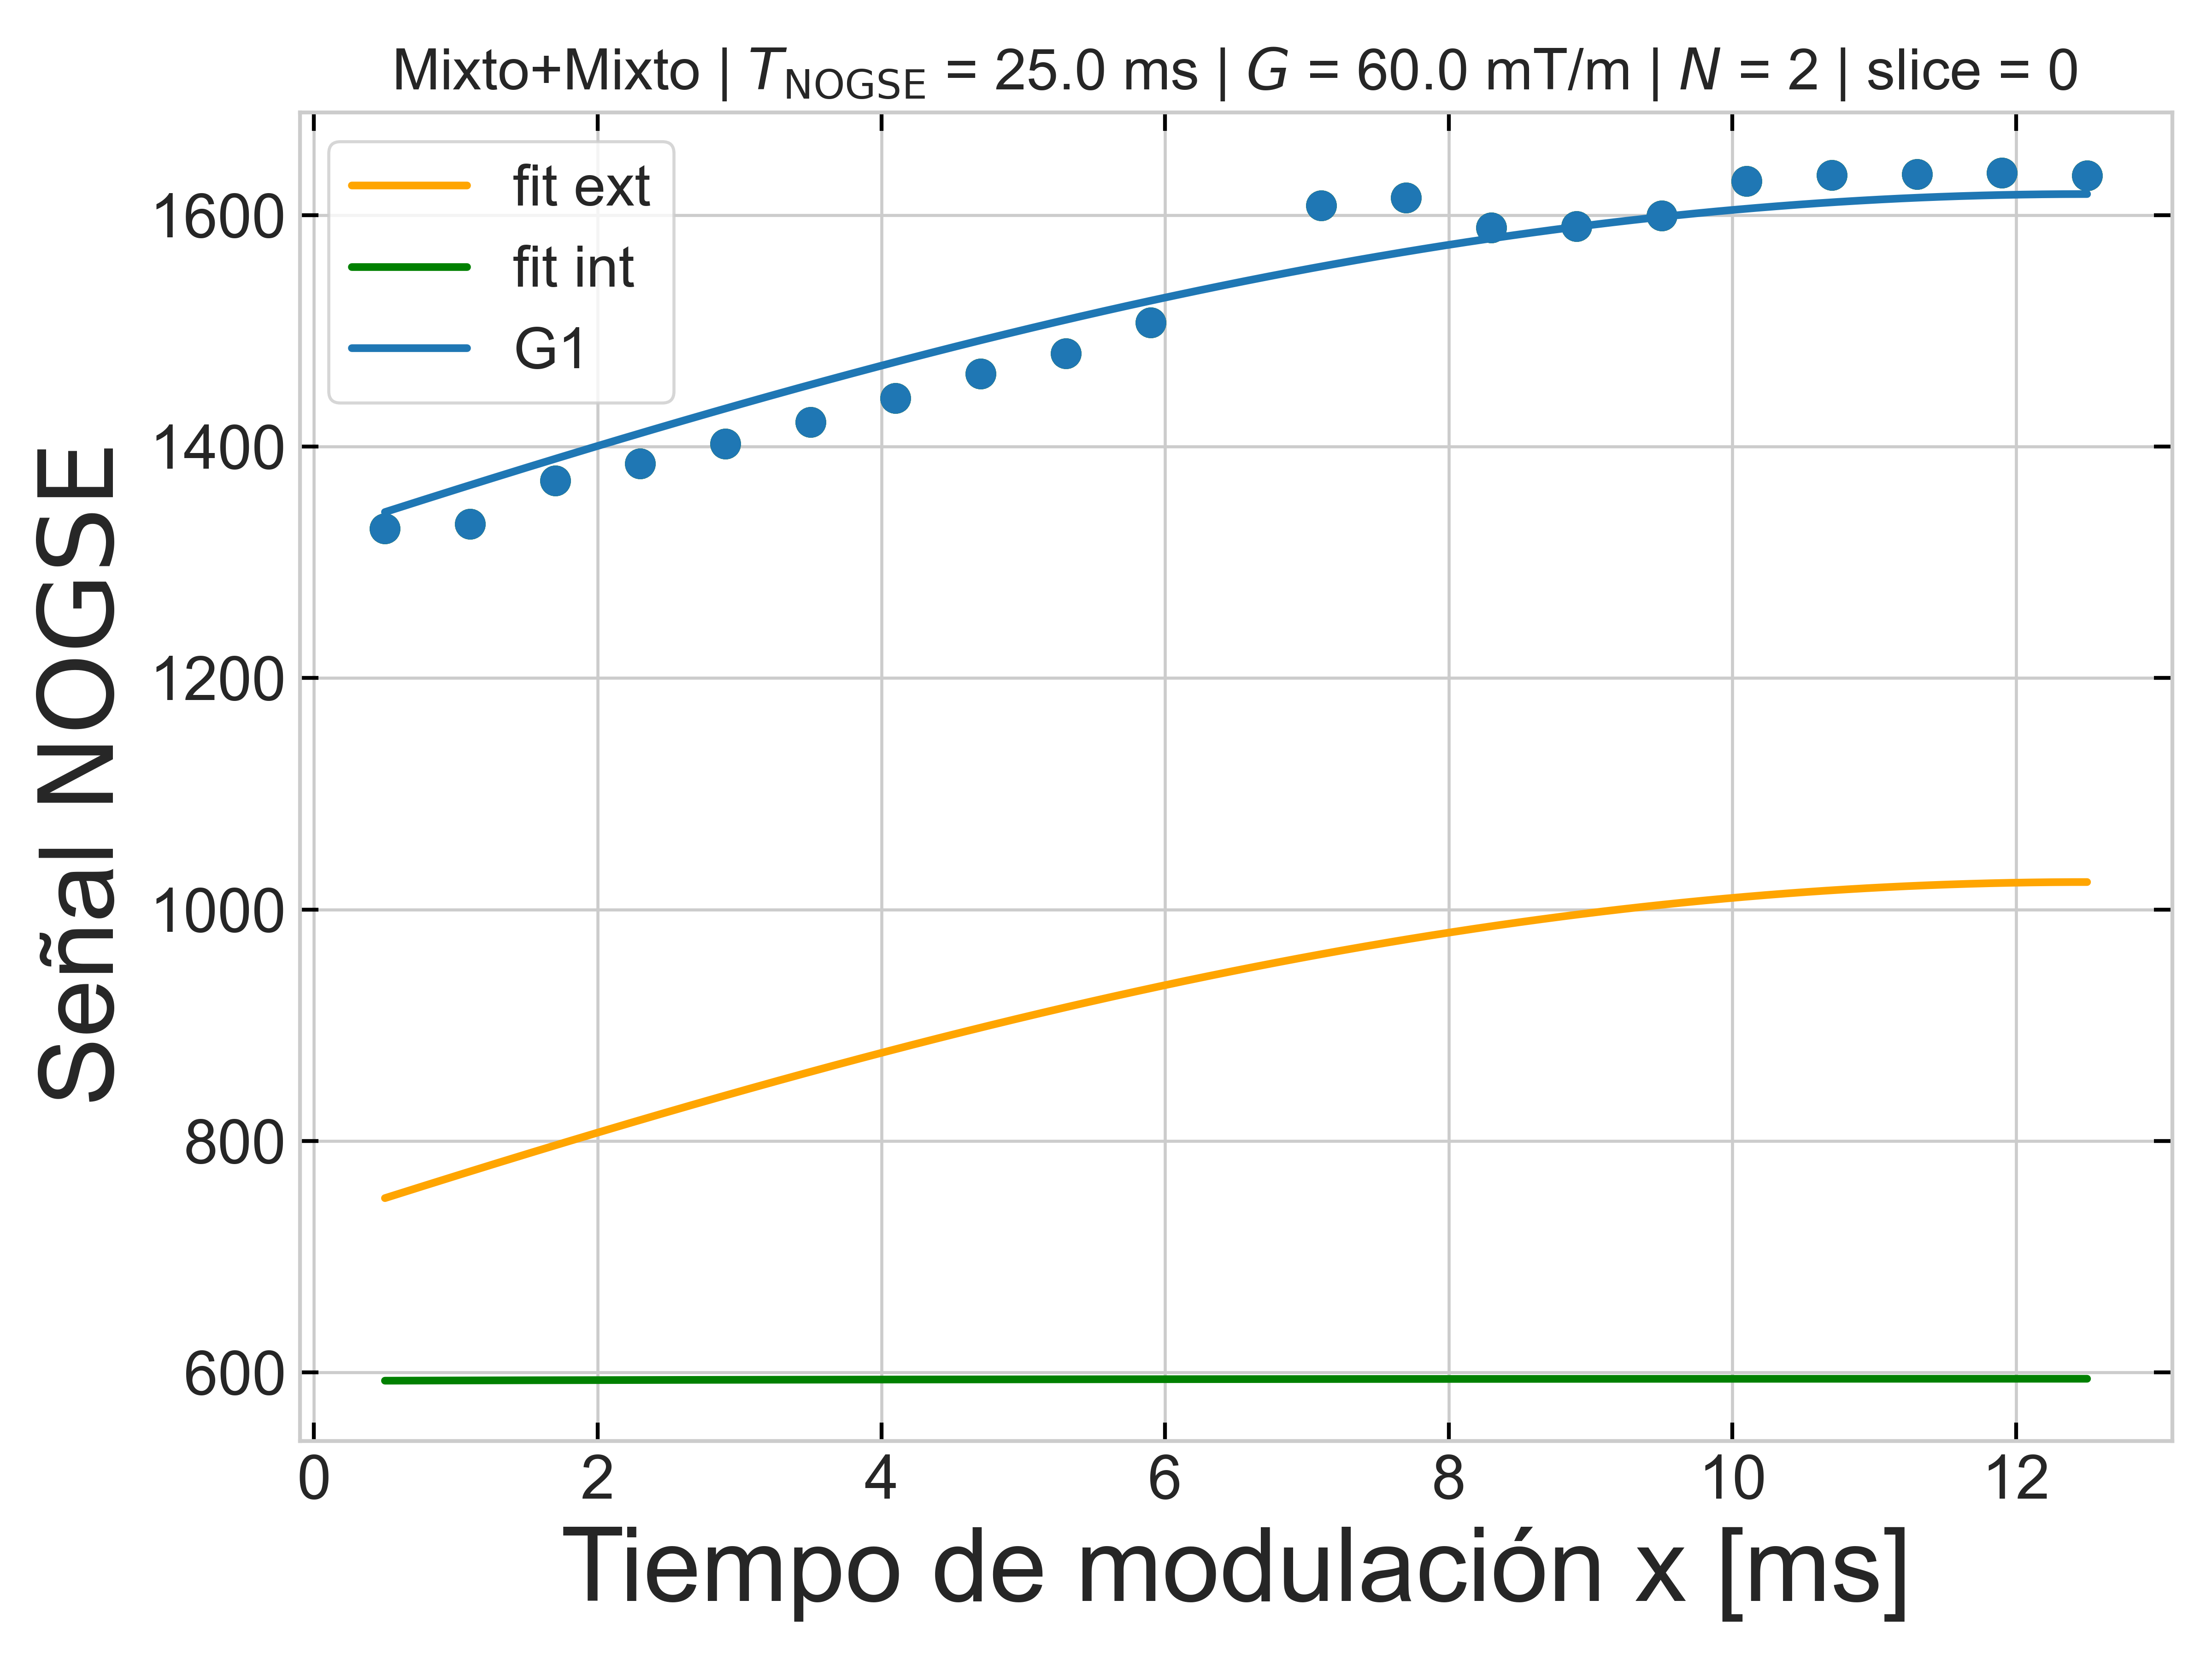 Mixto+Mixto | T_NOGSE = 25.0 ms | G = 60.0 mT/m | N = 2 | slice = 0
fit ext
fit int
G1
Señal NOGSE
1600
1400
1200
1000
800
600
0 2 4 6 8 10 12
Tiempo de modulación x [ms]